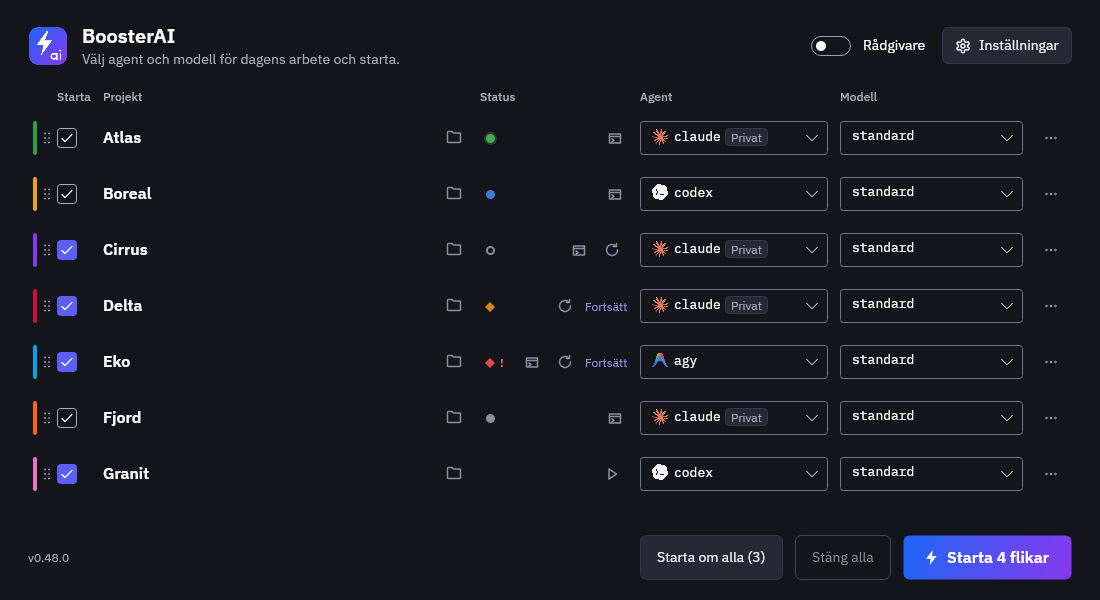 ai
BoosterAI
Välj agent och modell för dagens arbete och starta.
Rådgivare
Inställningar
Starta Projekt Status Agent Modell
Atlas claude Privat standard
Boreal codex standard
Cirrus claude Privat standard
Delta Fortsätt claude Privat standard
Eko ! Fortsätt agy standard
Fjord claude Privat standard
Granit codex standard
v0.48.0 Starta om alla (3) Stäng alla Starta 4 flikar